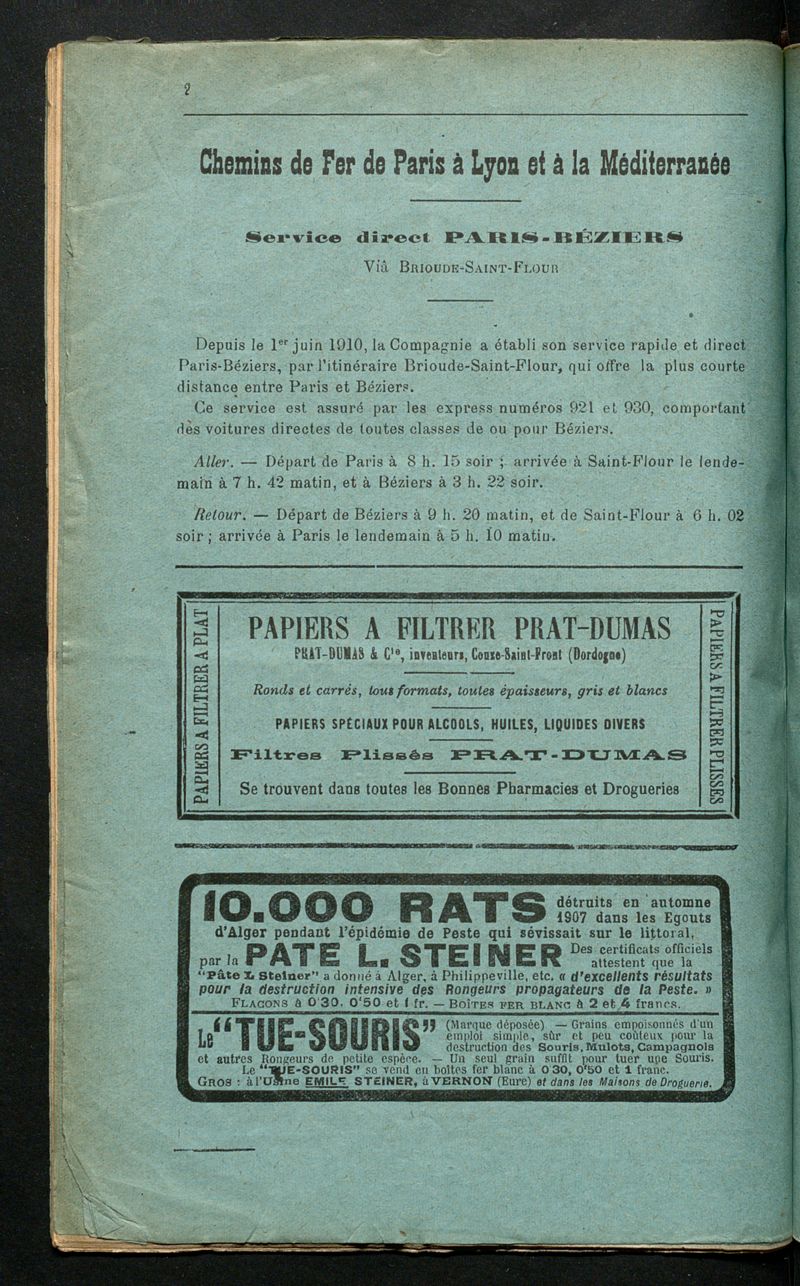 2
Chemins de Fer de Paris à Lyon et à la Méditerranée
Service direct PARIS-BÉZIERS
Viâ BRIOUDE-SAINT-FLOUR
Depuis le 1er juin 1910, la Compagnie a établi son service rapide et direct
Paris-Béziers, par l'itinéraire Brioude-Saint-Flour, qui offre la plus courte
distance entre Paris et Béziers.
Ce service est assuré par les express numéros 921 et 930, comportant
des voitures directes de toutes classes de ou pour Béziers.
Aller. — Départ de Paris à 8 h. 15 soir ; arrivée à Saint-Flour le lende-
main à 7 h. 42 matin, et à Béziers à 3 h. 22 soir.
Retour. — Départ de Béziers à 9 h. 20 matin, et de Saint-Flour à 6 h. 02
soir ; arrivée à Paris le lendemain à 5 h. 10 matin.
PAPIERS A FILTRER A PLAT
PAPIERS A FILTRER PRAT-DUMAS
PRAT-DUMAS & Cie, inventeurs, Couze-Saint-Front (Dordogne)
Ronds et carrés, tous formats, toutes épaisseurs, gris et blancs
PAPIERS SPÉCIAUX POUR ALCOOLS, HUILES, LIQUIDES DIVERS
Filtres Plissés PRAT-DUMAS
Se trouvent dans toutes les Bonnes Pharmacies et Drogueries
PAPIERS A FILTRER PLISSES
10.000 RATS détruits en automne
1907 dans les Egouts
d'Alger pendant l'épidémie de Peste qui sévissait sur le littoral,
par la PATE L. STEINER Des certificats officiels
attestent que la
"Pâte L. Steiner" a donné à Alger, à Philippeville, etc. « d'excellents résultats
pour la destruction intensive des Rongeurs propagateurs de la Peste. »
FLACONS à 0'30, 0'50 et 1 fr. — BOITES FER BLANC à 2 et 4 francs.
Le "TUE-SOURIS" (Marque déposée) — Grains empoisonnés d'un
emploi simple, sûr et peu coûteux pour la
destruction des Souris, Mulots, Campagnols
et autres Rongeurs de petite espèce. — Un seul grain suffit pour tuer une Souris.
Le "TUE-SOURIS" se vend en boîtes fer blanc à 0 30, 0'50 et 1 franc.
GROS : à l'Usine EMILE STEINER, à VERNON (Eure) et dans les Maisons de Droguerie.